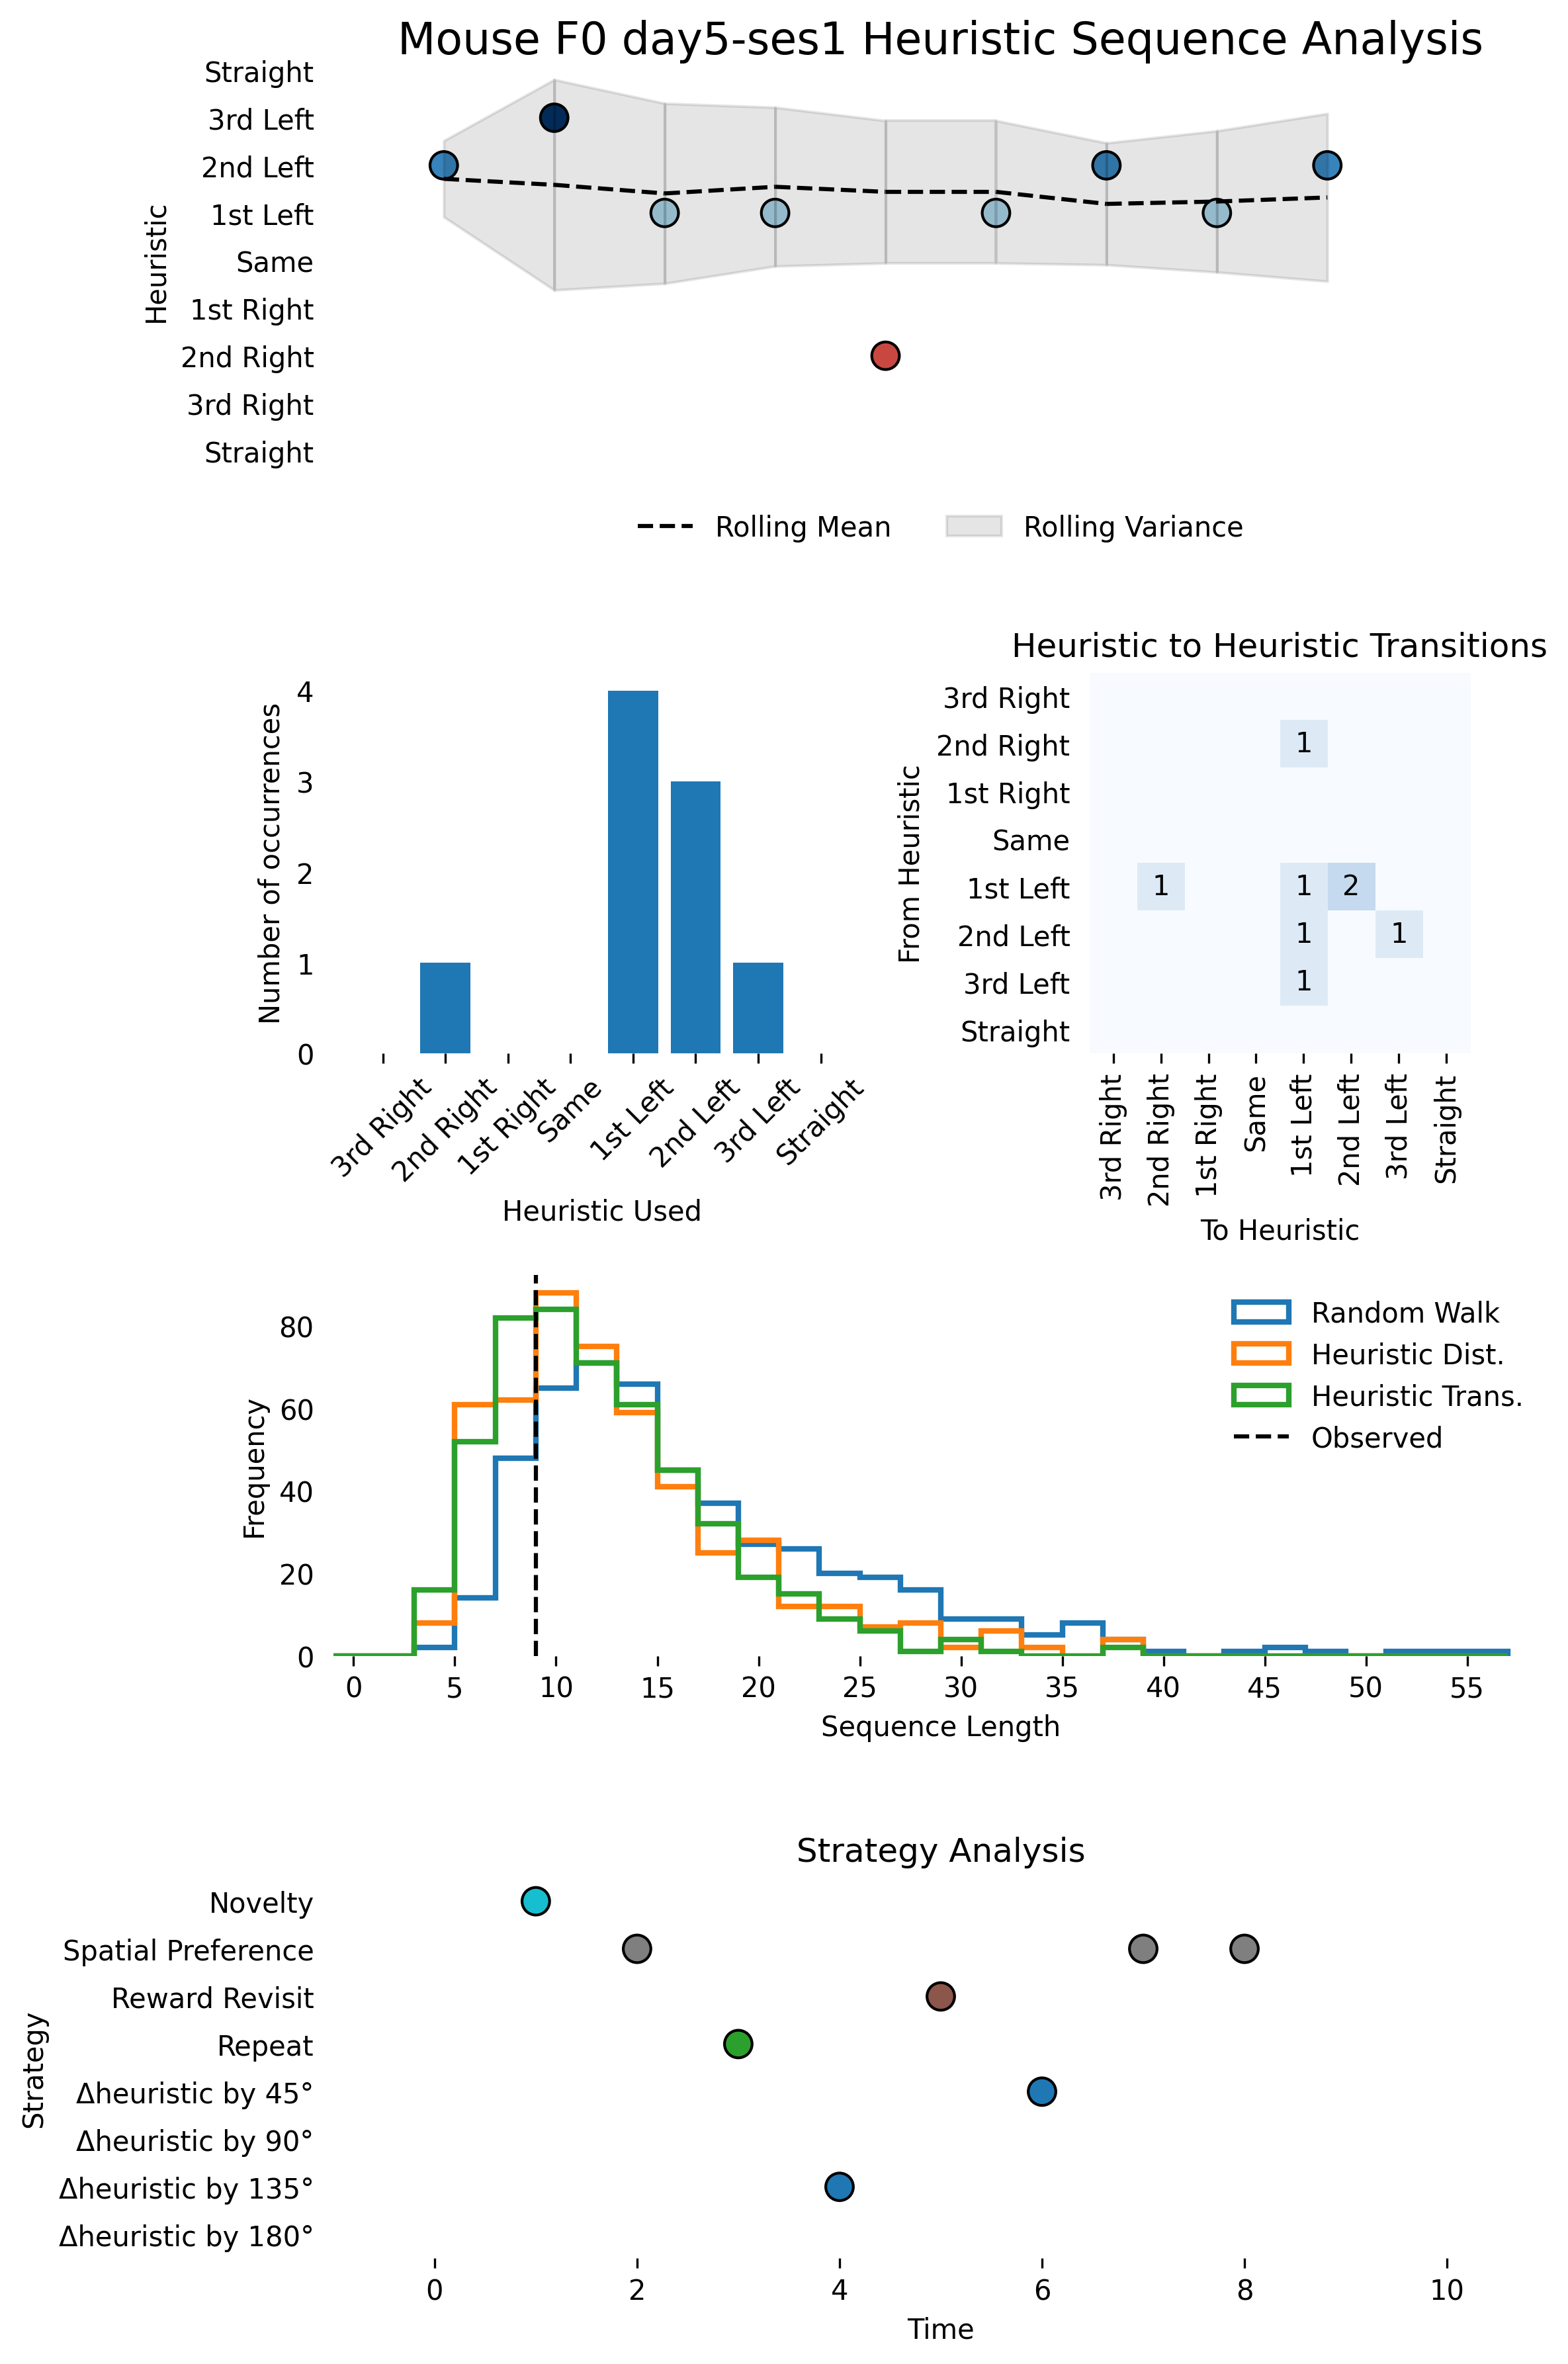 Mouse F0 day5-ses1 Heuristic Sequence Analysis
Straight
3rd Left
2nd Left
1st Left
Same
1st Right
2nd Right
3rd Right
Straight
Heuristic
Rolling Mean
Rolling Variance
4
3
2
1
0
Number of occurrences
3rd Right
2nd Right
1st Right
Same
1st Left
2nd Left
3rd Left
Straight
Heuristic Used
Heuristic to Heuristic Transitions
3rd Right
2nd Right 1
1st Right
Same
1st Left 1 1 2
2nd Left 1 1
3rd Left 1
Straight
From Heuristic
3rd Right
2nd Right
1st Right
Same
1st Left
2nd Left
3rd Left
Straight
To Heuristic
80
60
40
20
0
Frequency
0 5 10 15 20 25 30 35 40 45 50 55
Sequence Length
Random Walk
Heuristic Dist.
Heuristic Trans.
Observed
Strategy Analysis
Novelty
Spatial Preference
Reward Revisit
Repeat
Δheuristic by 45°
Δheuristic by 90°
Δheuristic by 135°
Δheuristic by 180°
Strategy
0 2 4 6 8 10
Time